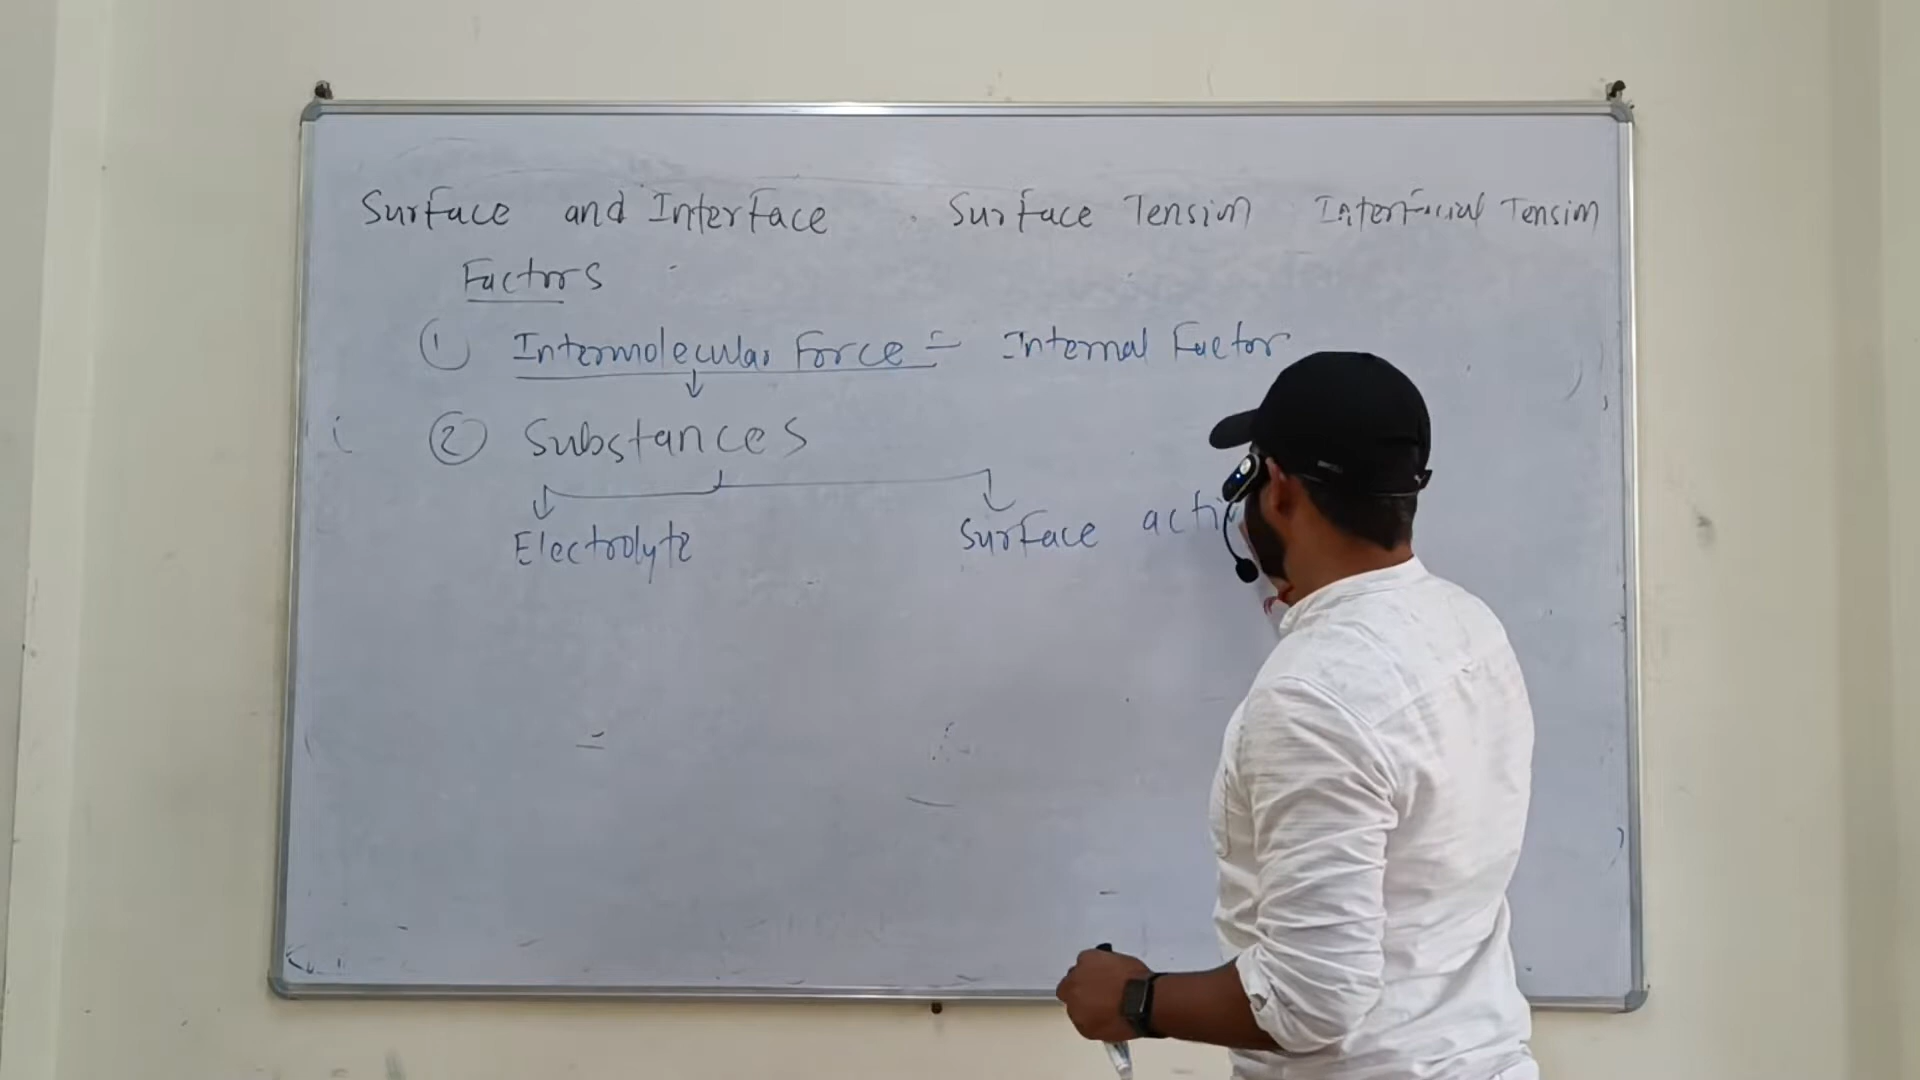 Surface and Interface Surface Tension Interfacial Tension
Factors
① Intermolecular Force = Internal Factor
② Substances
Electrolyte Surface acti